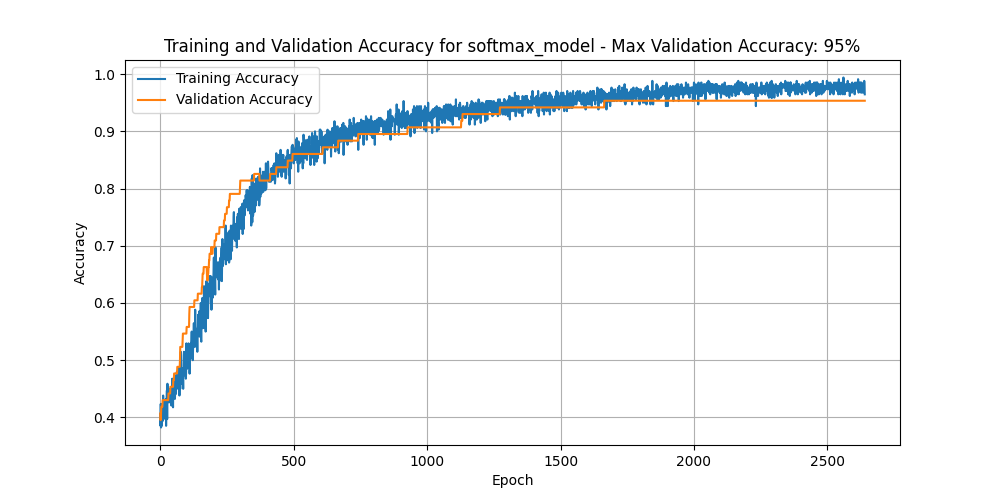 Training and Validation Accuracy for softmax_model - Max Validation Accuracy: 95%
Training Accuracy
Validation Accuracy
1.0
0.9
0.8
0.7
0.6
0.5
0.4
Accuracy
0 500 1000 1500 2000 2500
Epoch